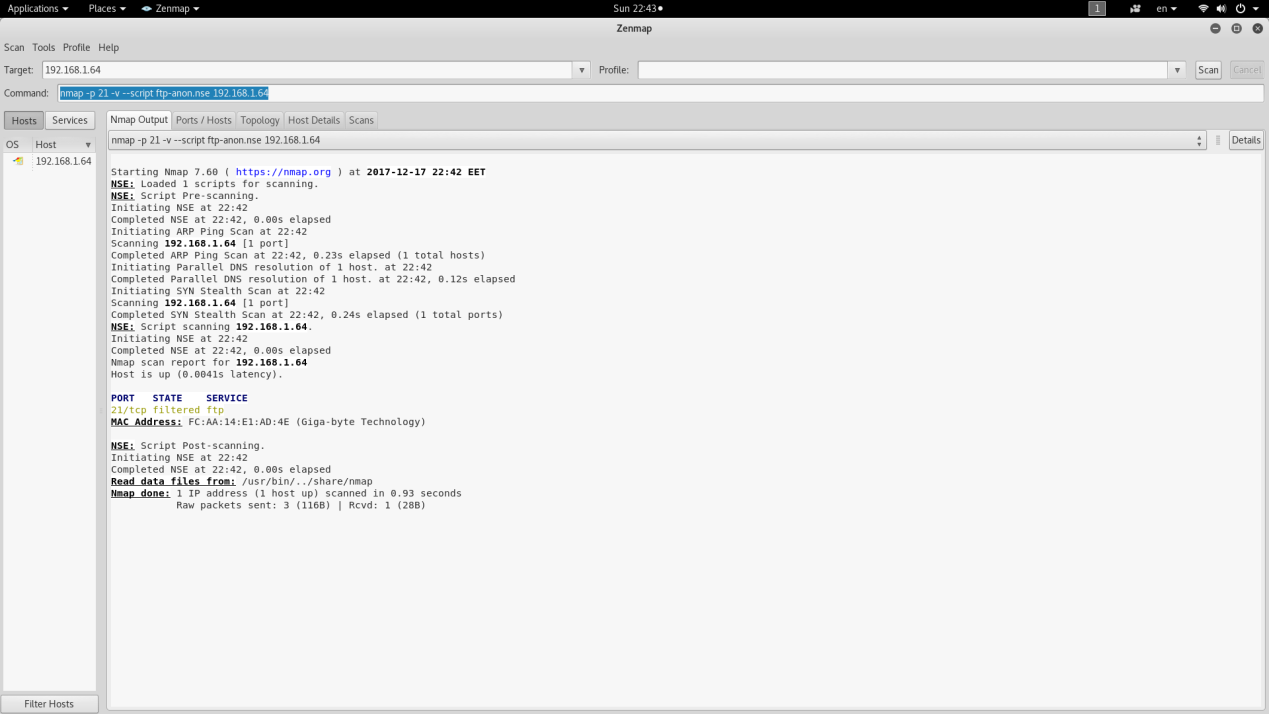 Applications Places Zenmap Sun 22:43 1 en
Zenmap
Scan Tools Profile Help
Target: 192.168.1.64 Profile: Scan Cancel
Command: nmap -p 21 -v --script ftp-anon.nse 192.168.1.64
Hosts Services Nmap Output Ports / Hosts Topology Host Details Scans
nmap -p 21 -v --script ftp-anon.nse 192.168.1.64 Details
OS Host
192.168.1.64
Starting Nmap 7.60 ( https://nmap.org ) at 2017-12-17 22:42 EET
NSE: Loaded 1 scripts for scanning.
NSE: Script Pre-scanning.
Initiating NSE at 22:42
Completed NSE at 22:42, 0.00s elapsed
Initiating ARP Ping Scan at 22:42
Scanning 192.168.1.64 [1 port]
Completed ARP Ping Scan at 22:42, 0.23s elapsed (1 total hosts)
Initiating Parallel DNS resolution of 1 host. at 22:42
Completed Parallel DNS resolution of 1 host. at 22:42, 0.12s elapsed
Initiating SYN Stealth Scan at 22:42
Scanning 192.168.1.64 [1 port]
Completed SYN Stealth Scan at 22:42, 0.24s elapsed (1 total ports)
NSE: Script scanning 192.168.1.64.
Initiating NSE at 22:42
Completed NSE at 22:42, 0.00s elapsed
Nmap scan report for 192.168.1.64
Host is up (0.0041s latency).
PORT STATE SERVICE
21/tcp filtered ftp
MAC Address: FC:AA:14:E1:AD:4E (Giga-byte Technology)
NSE: Script Post-scanning.
Initiating NSE at 22:42
Completed NSE at 22:42, 0.00s elapsed
Read data files from: /usr/bin/../share/nmap
Nmap done: 1 IP address (1 host up) scanned in 0.93 seconds
Raw packets sent: 3 (116B) | Rcvd: 1 (28B)
Filter Hosts